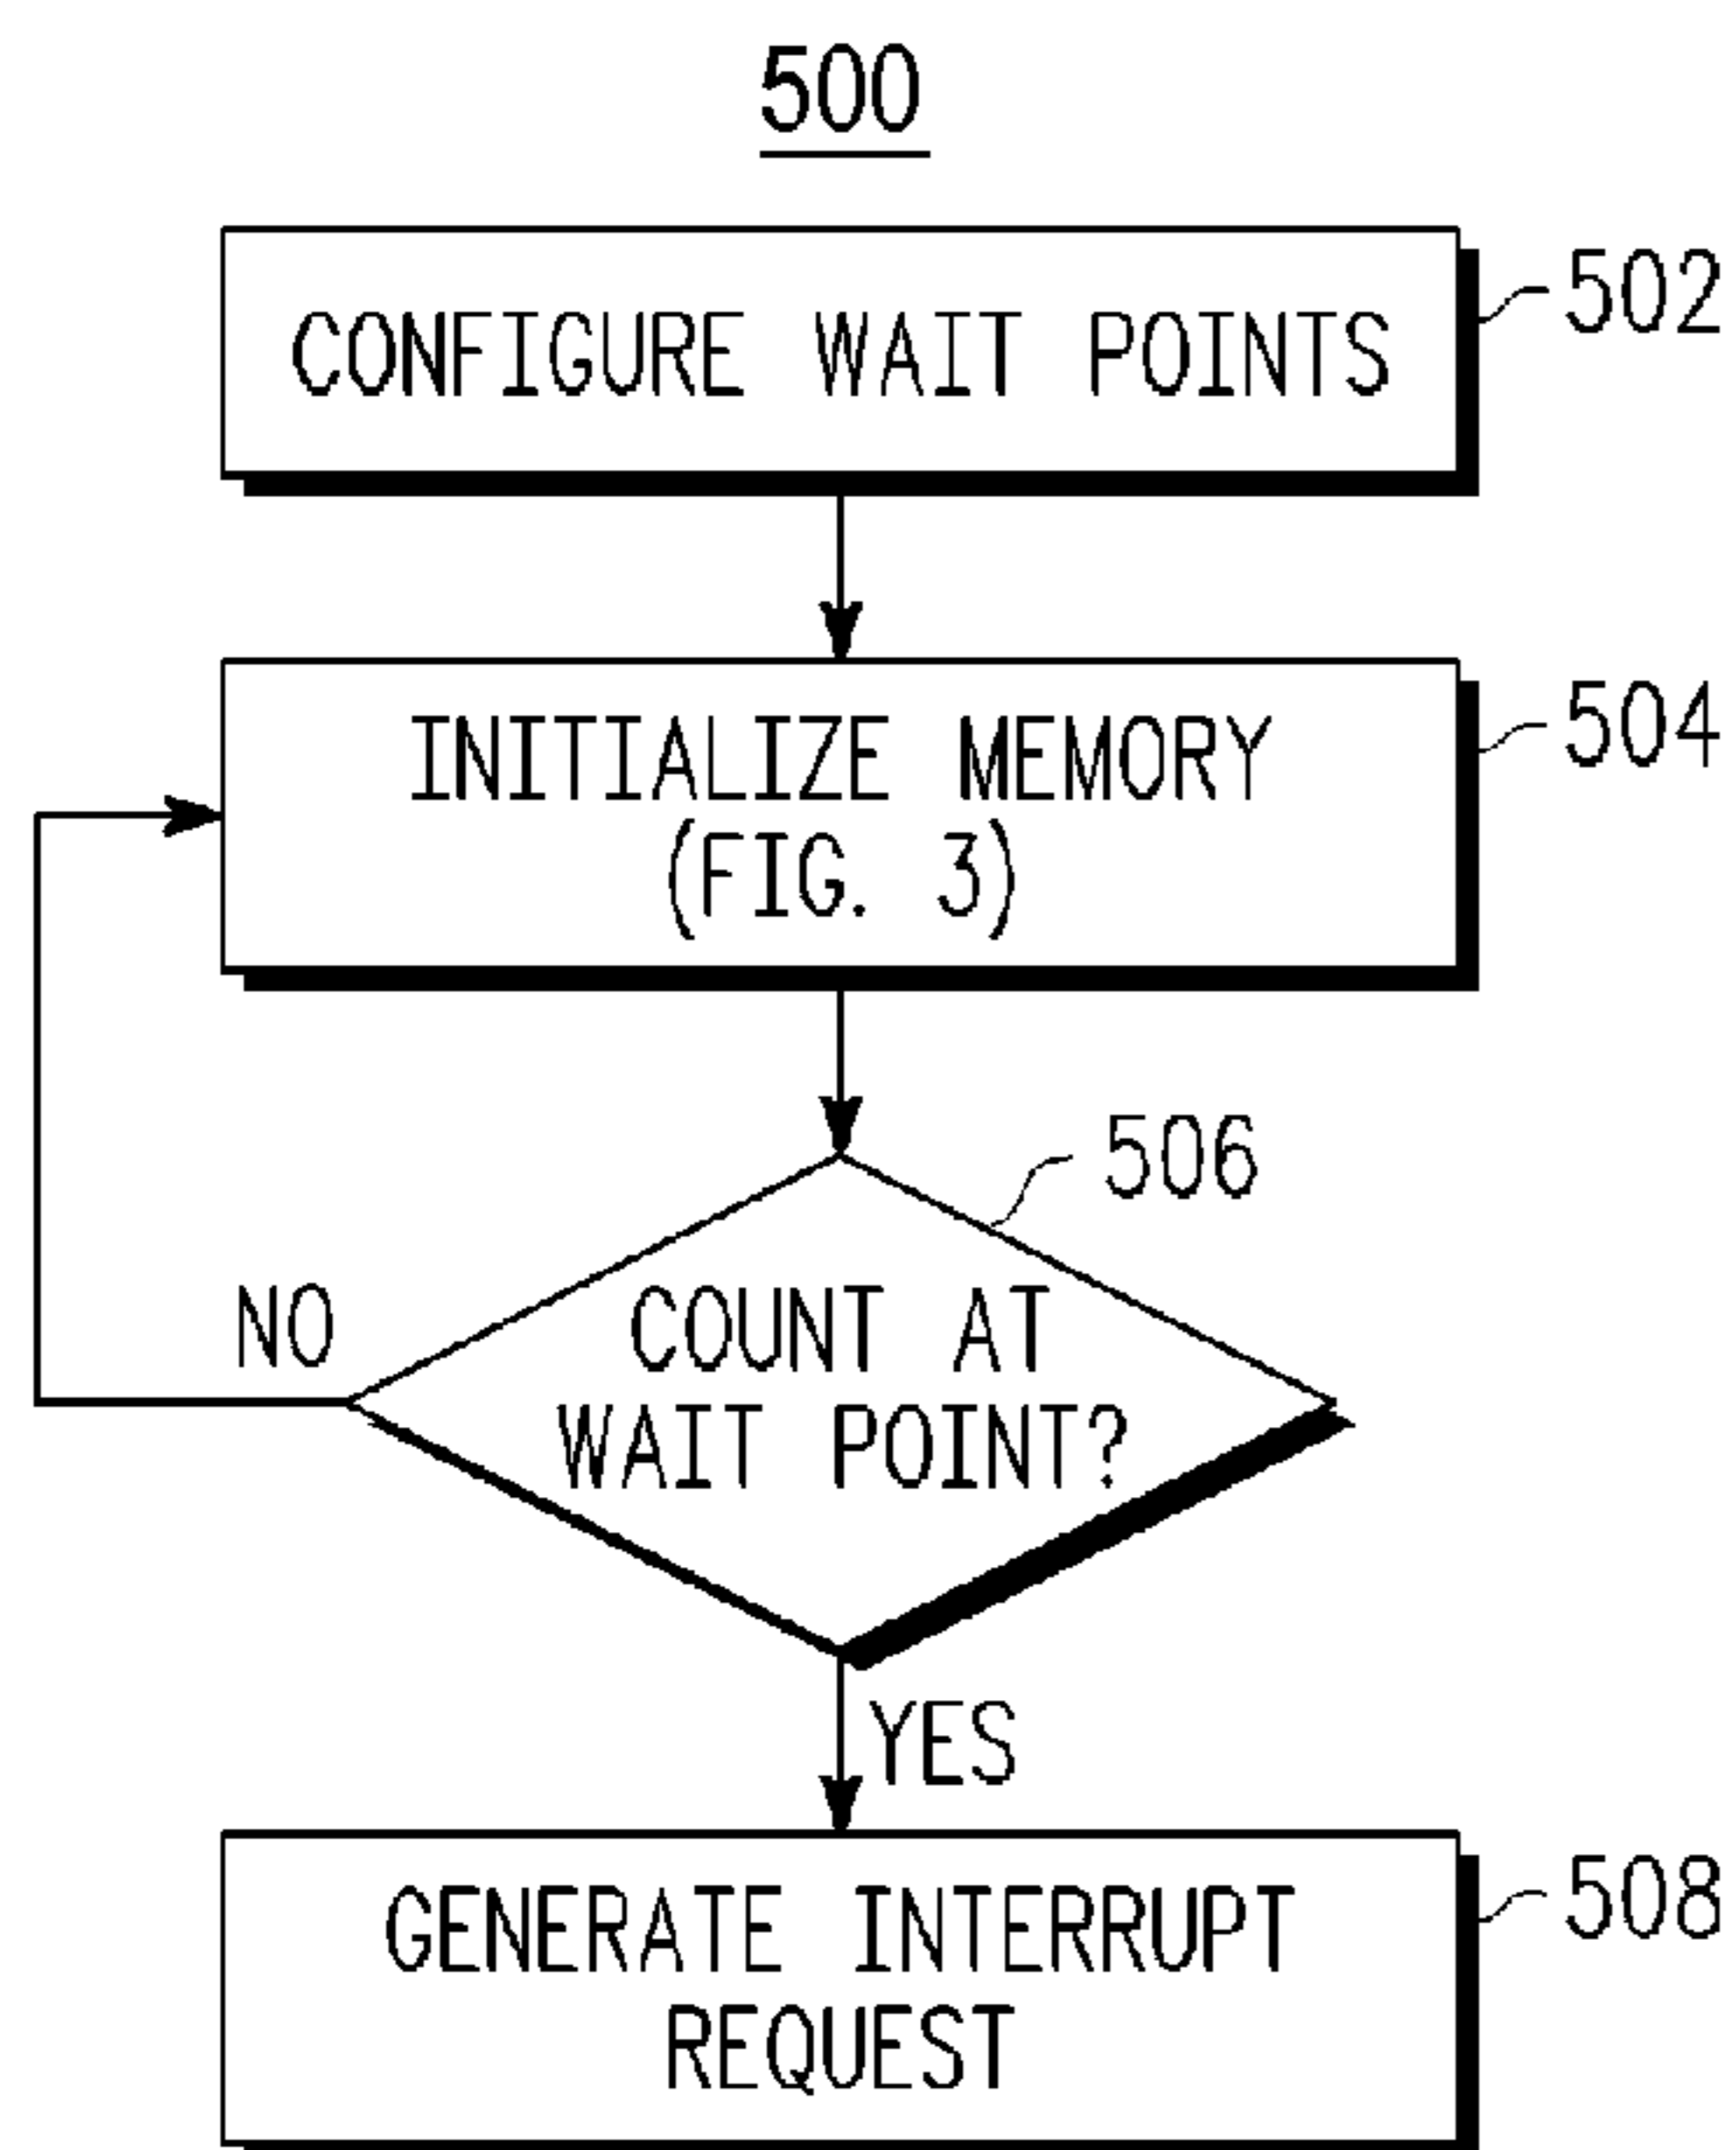 500
CONFIGURE WAIT POINTS
502
INITIALIZE MEMORY
(FIG. 3)
504
506
COUNT AT
WAIT POINT?
NO
YES
GENERATE INTERRUPT
REQUEST
508